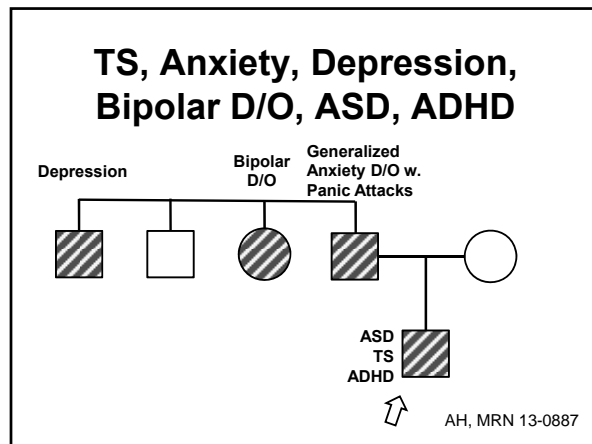 TS, Anxiety, Depression,
Bipolar D/O, ASD, ADHD
Depression
Bipolar
D/O
Generalized
Anxiety D/O w.
Panic Attacks
ASD
TS
ADHD
AH, MRN 13-0887